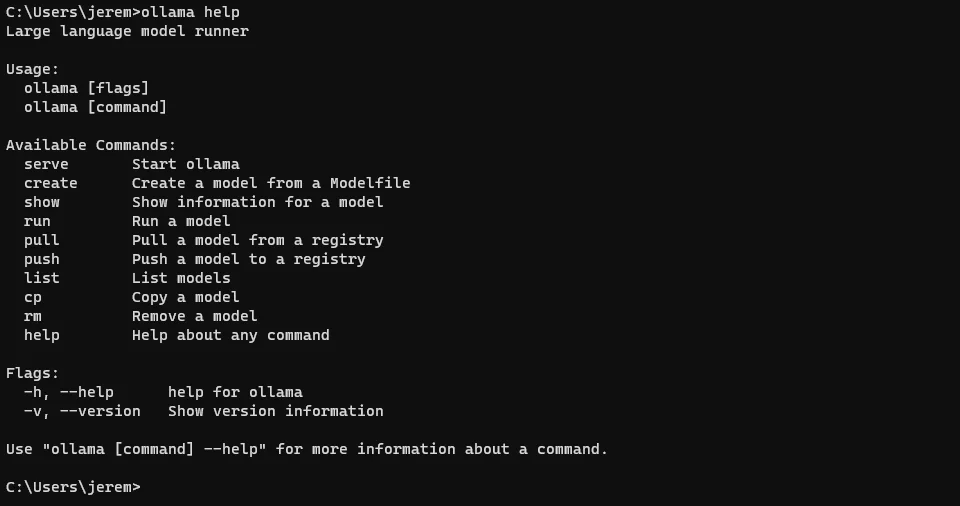 C:\Users\jerem>ollama help
Large language model runner

Usage:
  ollama [flags]
  ollama [command]

Available Commands:
  serve       Start ollama
  create      Create a model from a Modelfile
  show        Show information for a model
  run         Run a model
  pull        Pull a model from a registry
  push        Push a model to a registry
  list        List models
  cp          Copy a model
  rm          Remove a model
  help        Help about any command

Flags:
  -h, --help      help for ollama
  -v, --version   Show version information

Use "ollama [command] --help" for more information about a command.

C:\Users\jerem>